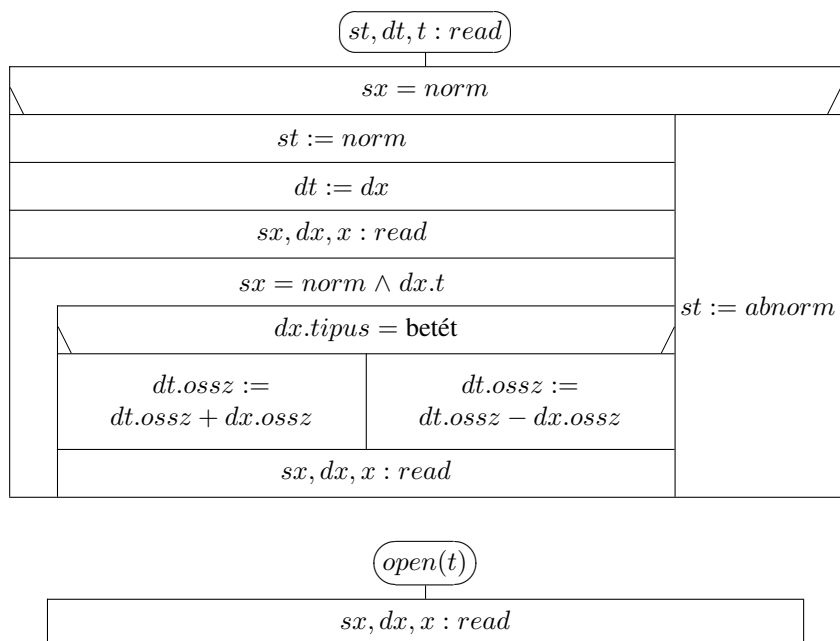 st, dt, t : read
sx = norm
st := norm
dt := dx
sx, dx, x : read
sx = norm ∧ dx.t
st := abnorm
dx.tipus = betét
dt.ossz :=
dt.ossz + dx.ossz
dt.ossz :=
dt.ossz − dx.ossz
sx, dx, x : read
open(t)
sx, dx, x : read